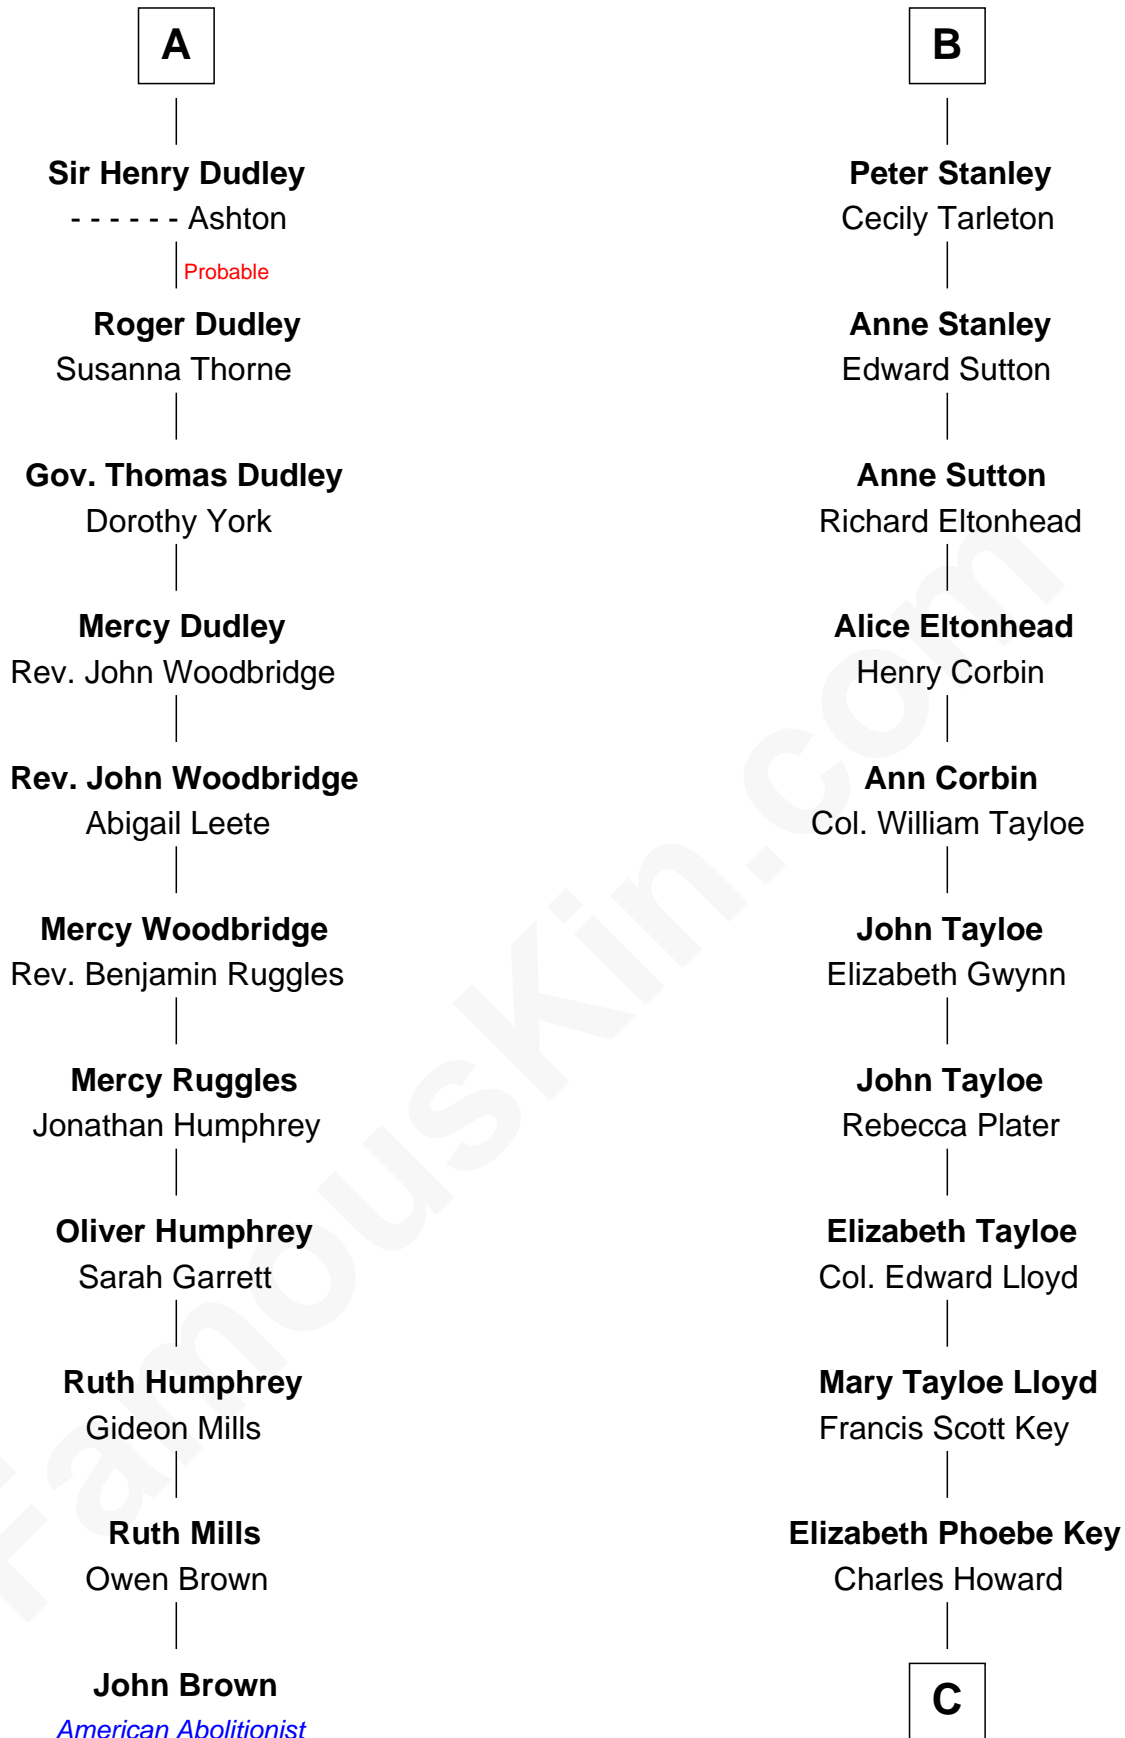 A
Sir Henry Dudley
- - - - - - Ashton
Probable
Roger Dudley
Susanna Thorne
Gov. Thomas Dudley
Dorothy York
Mercy Dudley
Rev. John Woodbridge
Rev. John Woodbridge
Abigail Leete
Mercy Woodbridge
Rev. Benjamin Ruggles
Mercy Ruggles
Jonathan Humphrey
Oliver Humphrey
Sarah Garrett
Ruth Humphrey
Gideon Mills
Ruth Mills
Owen Brown
John Brown
American Abolitionist
B
Peter Stanley
Cecily Tarleton
Anne Stanley
Edward Sutton
Anne Sutton
Richard Eltonhead
Alice Eltonhead
Henry Corbin
Ann Corbin
Col. William Tayloe
John Tayloe
Elizabeth Gwynn
John Tayloe
Rebecca Plater
Elizabeth Tayloe
Col. Edward Lloyd
Mary Tayloe Lloyd
Francis Scott Key
Elizabeth Phoebe Key
Charles Howard
C
FamousKin.com